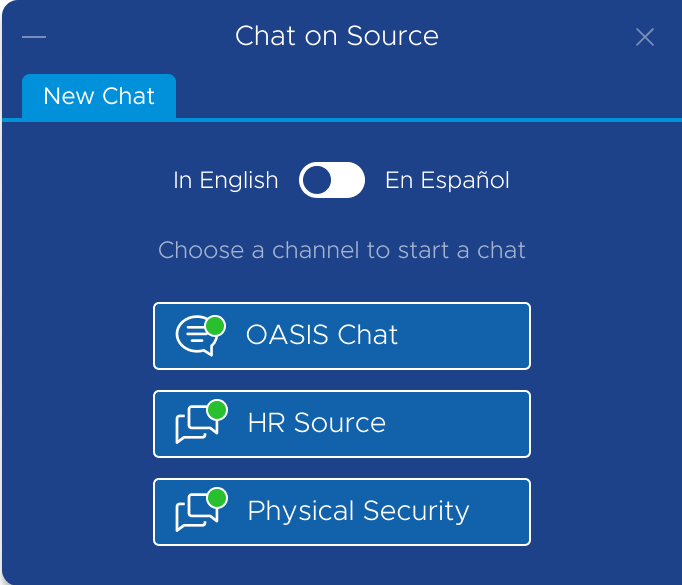 Chat on Source
New Chat
In English En Español
Choose a channel to start a chat
OASIS Chat
HR Source
Physical Security